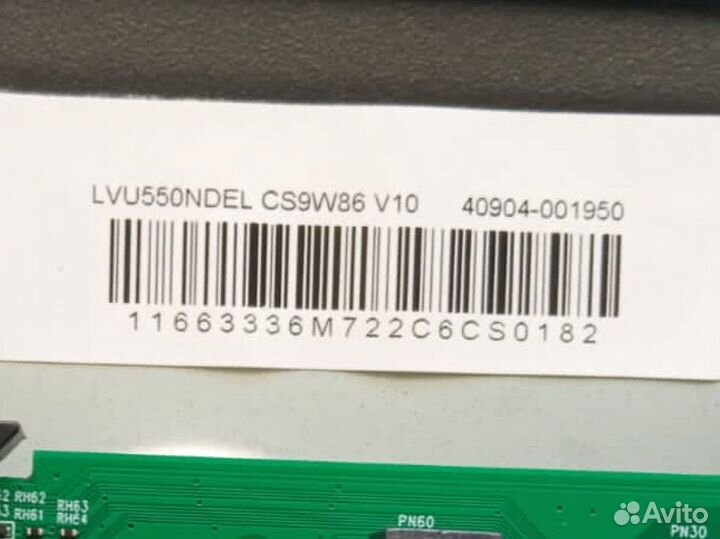 LVU550NDEL CS9W86 V10 40904-001950
11663336M722C6CS0182
RH62 RH63
RH61 RH64
PN60
PN30
Avito